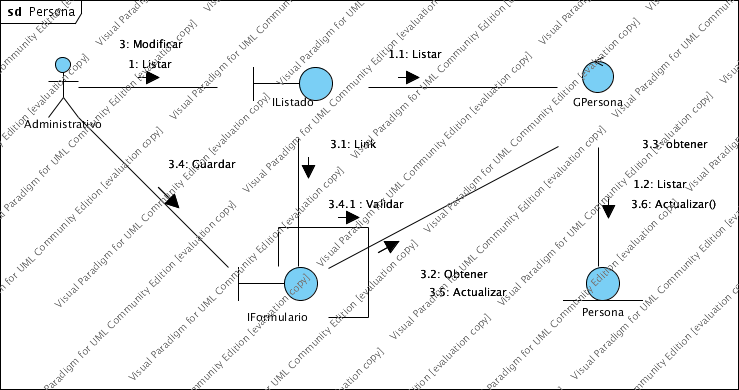 sd Persona
3: Modificar
1: Listar
1.1: Listar
Administrativo
IListado
GPersona
3.1: Link
3.3: obtener
3.4: Guardar
1.2: Listar
3.4.1 : Validar
3.6: Actualizar()
3.2: Obtener
3.5: Actualizar
IFormulario
Persona
Visual Paradigm for UML Community Edition [evaluation copy]